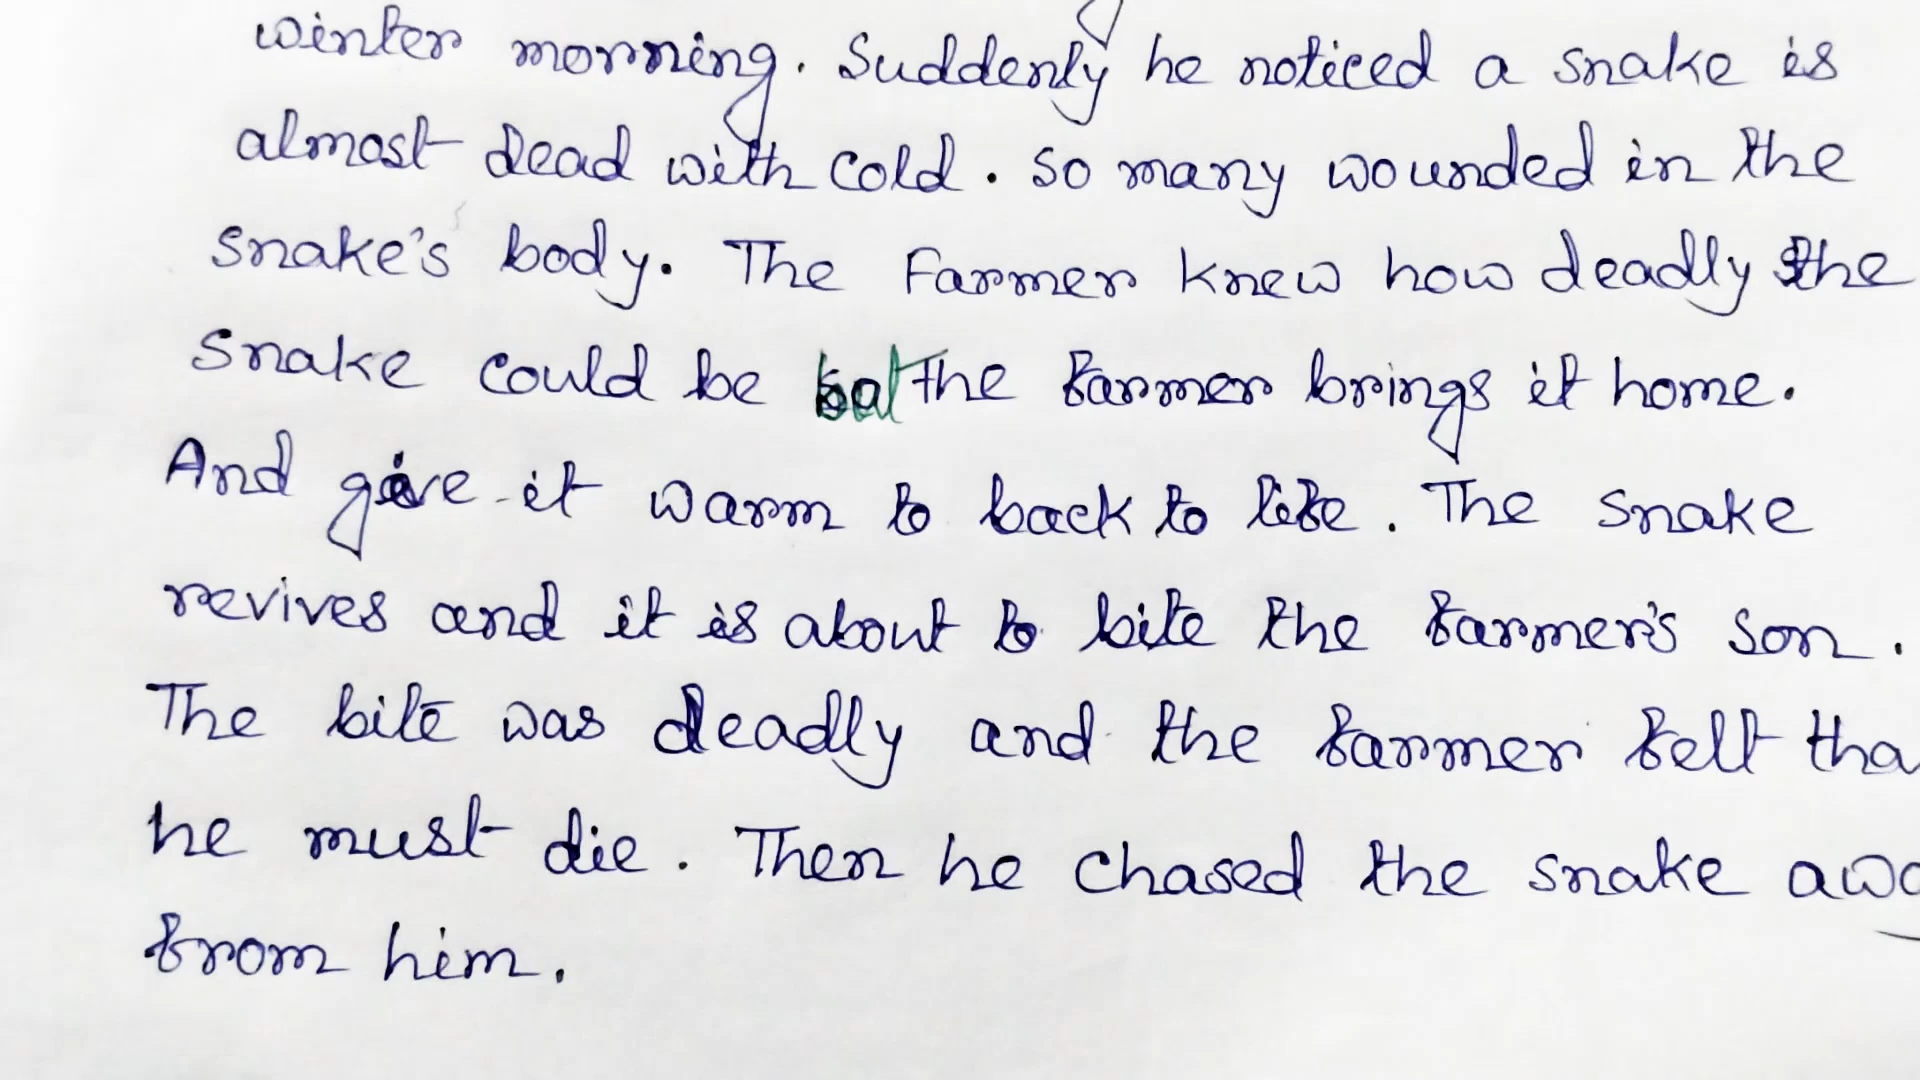 winter morning. Suddenly he noticed a snake is
almost dead with cold. so many wounded in the
snake's body. The Farmer knew how deadly the
snake could be the farmer brings it home.
And give it warm to back to life. The snake
revives and it is about to bite the farmer's son.
The bite was deadly and the farmer felt tha
he must die. Then he chased the snake awa
from him.